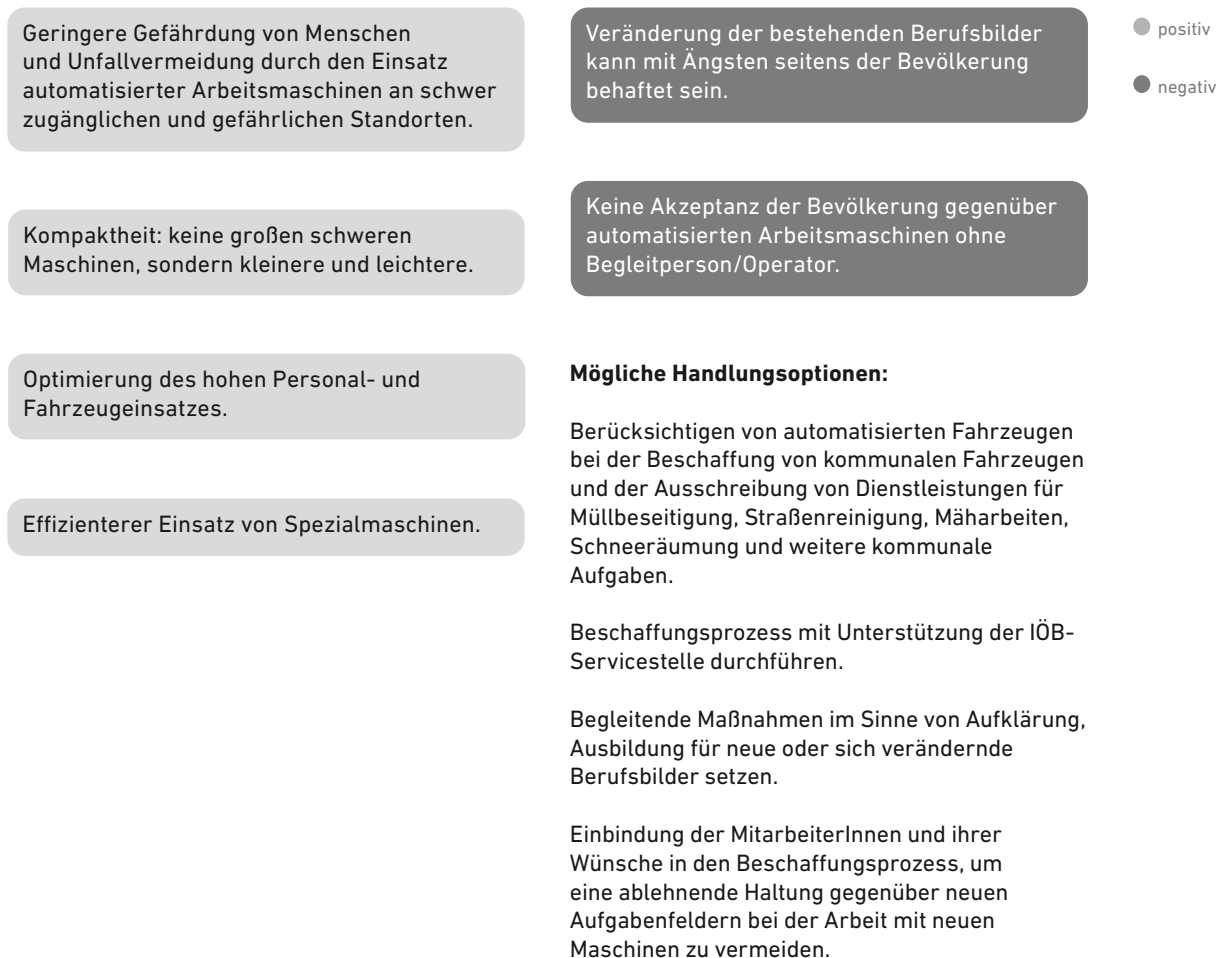 Geringere Gefährdung von Menschen
und Unfallvermeidung durch den Einsatz
automatisierter Arbeitsmaschinen an schwer
zugänglichen und gefährlichen Standorten.
Kompaktheit: keine großen schweren
Maschinen, sondern kleinere und leichtere.
Optimierung des hohen Personal- und
Fahrzeugeinsatzes.
Effizienterer Einsatz von Spezialmaschinen.
Veränderung der bestehenden Berufsbilder
kann mit Ängsten seitens der Bevölkerung
behaftet sein.
Keine Akzeptanz der Bevölkerung gegenüber
automatisierten Arbeitsmaschinen ohne
Begleitperson/Operator.
Mögliche Handlungsoptionen:
Berücksichtigen von automatisierten Fahrzeugen
bei der Beschaffung von kommunalen Fahrzeugen
und der Ausschreibung von Dienstleistungen für
Müllbeseitigung, Straßenreinigung, Mäharbeiten,
Schneeräumung und weitere kommunale
Aufgaben.
Beschaffungsprozess mit Unterstützung der IÖB-
Servicestelle durchführen.
Begleitende Maßnahmen im Sinne von Aufklärung,
Ausbildung für neue oder sich verändernde
Berufsbilder setzen.
Einbindung der MitarbeiterInnen und ihrer
Wünsche in den Beschaffungsprozess, um
eine ablehnende Haltung gegenüber neuen
Aufgabenfeldern bei der Arbeit mit neuen
Maschinen zu vermeiden.
positiv
negativ